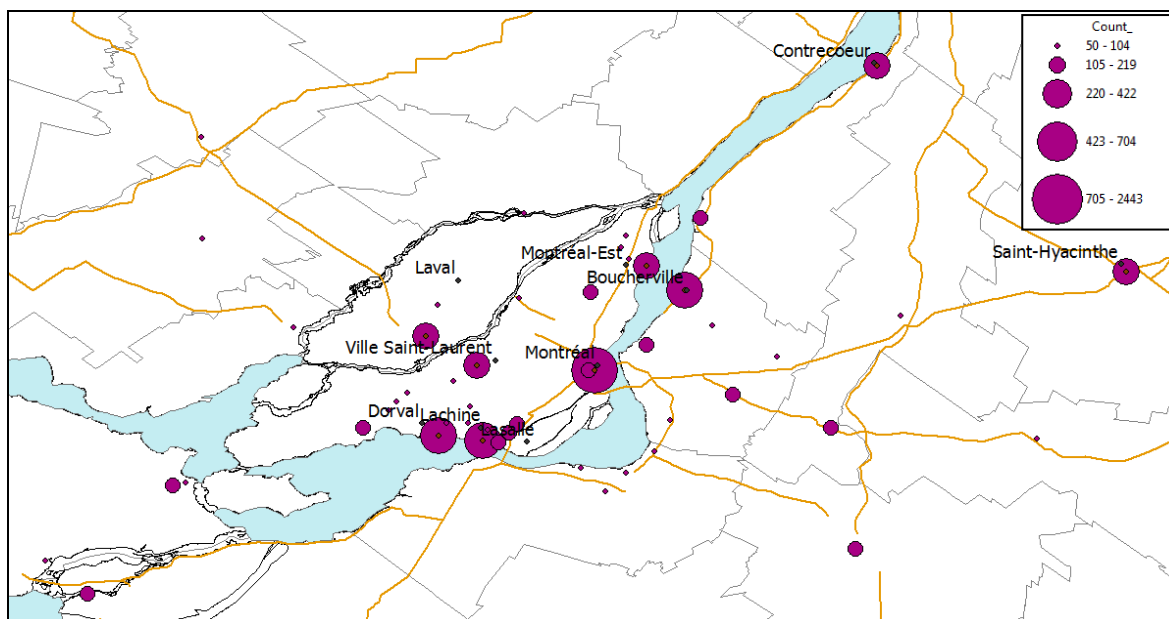 Contrecoeur
Count_
50 - 104
105 - 219
220 - 422
423 - 704
705 - 2443
Montréal-Est
Saint-Hyacinthe
Laval
Boucherville
Ville Saint-Laurent
Montréal
Dorval
Lachine
Lasalle